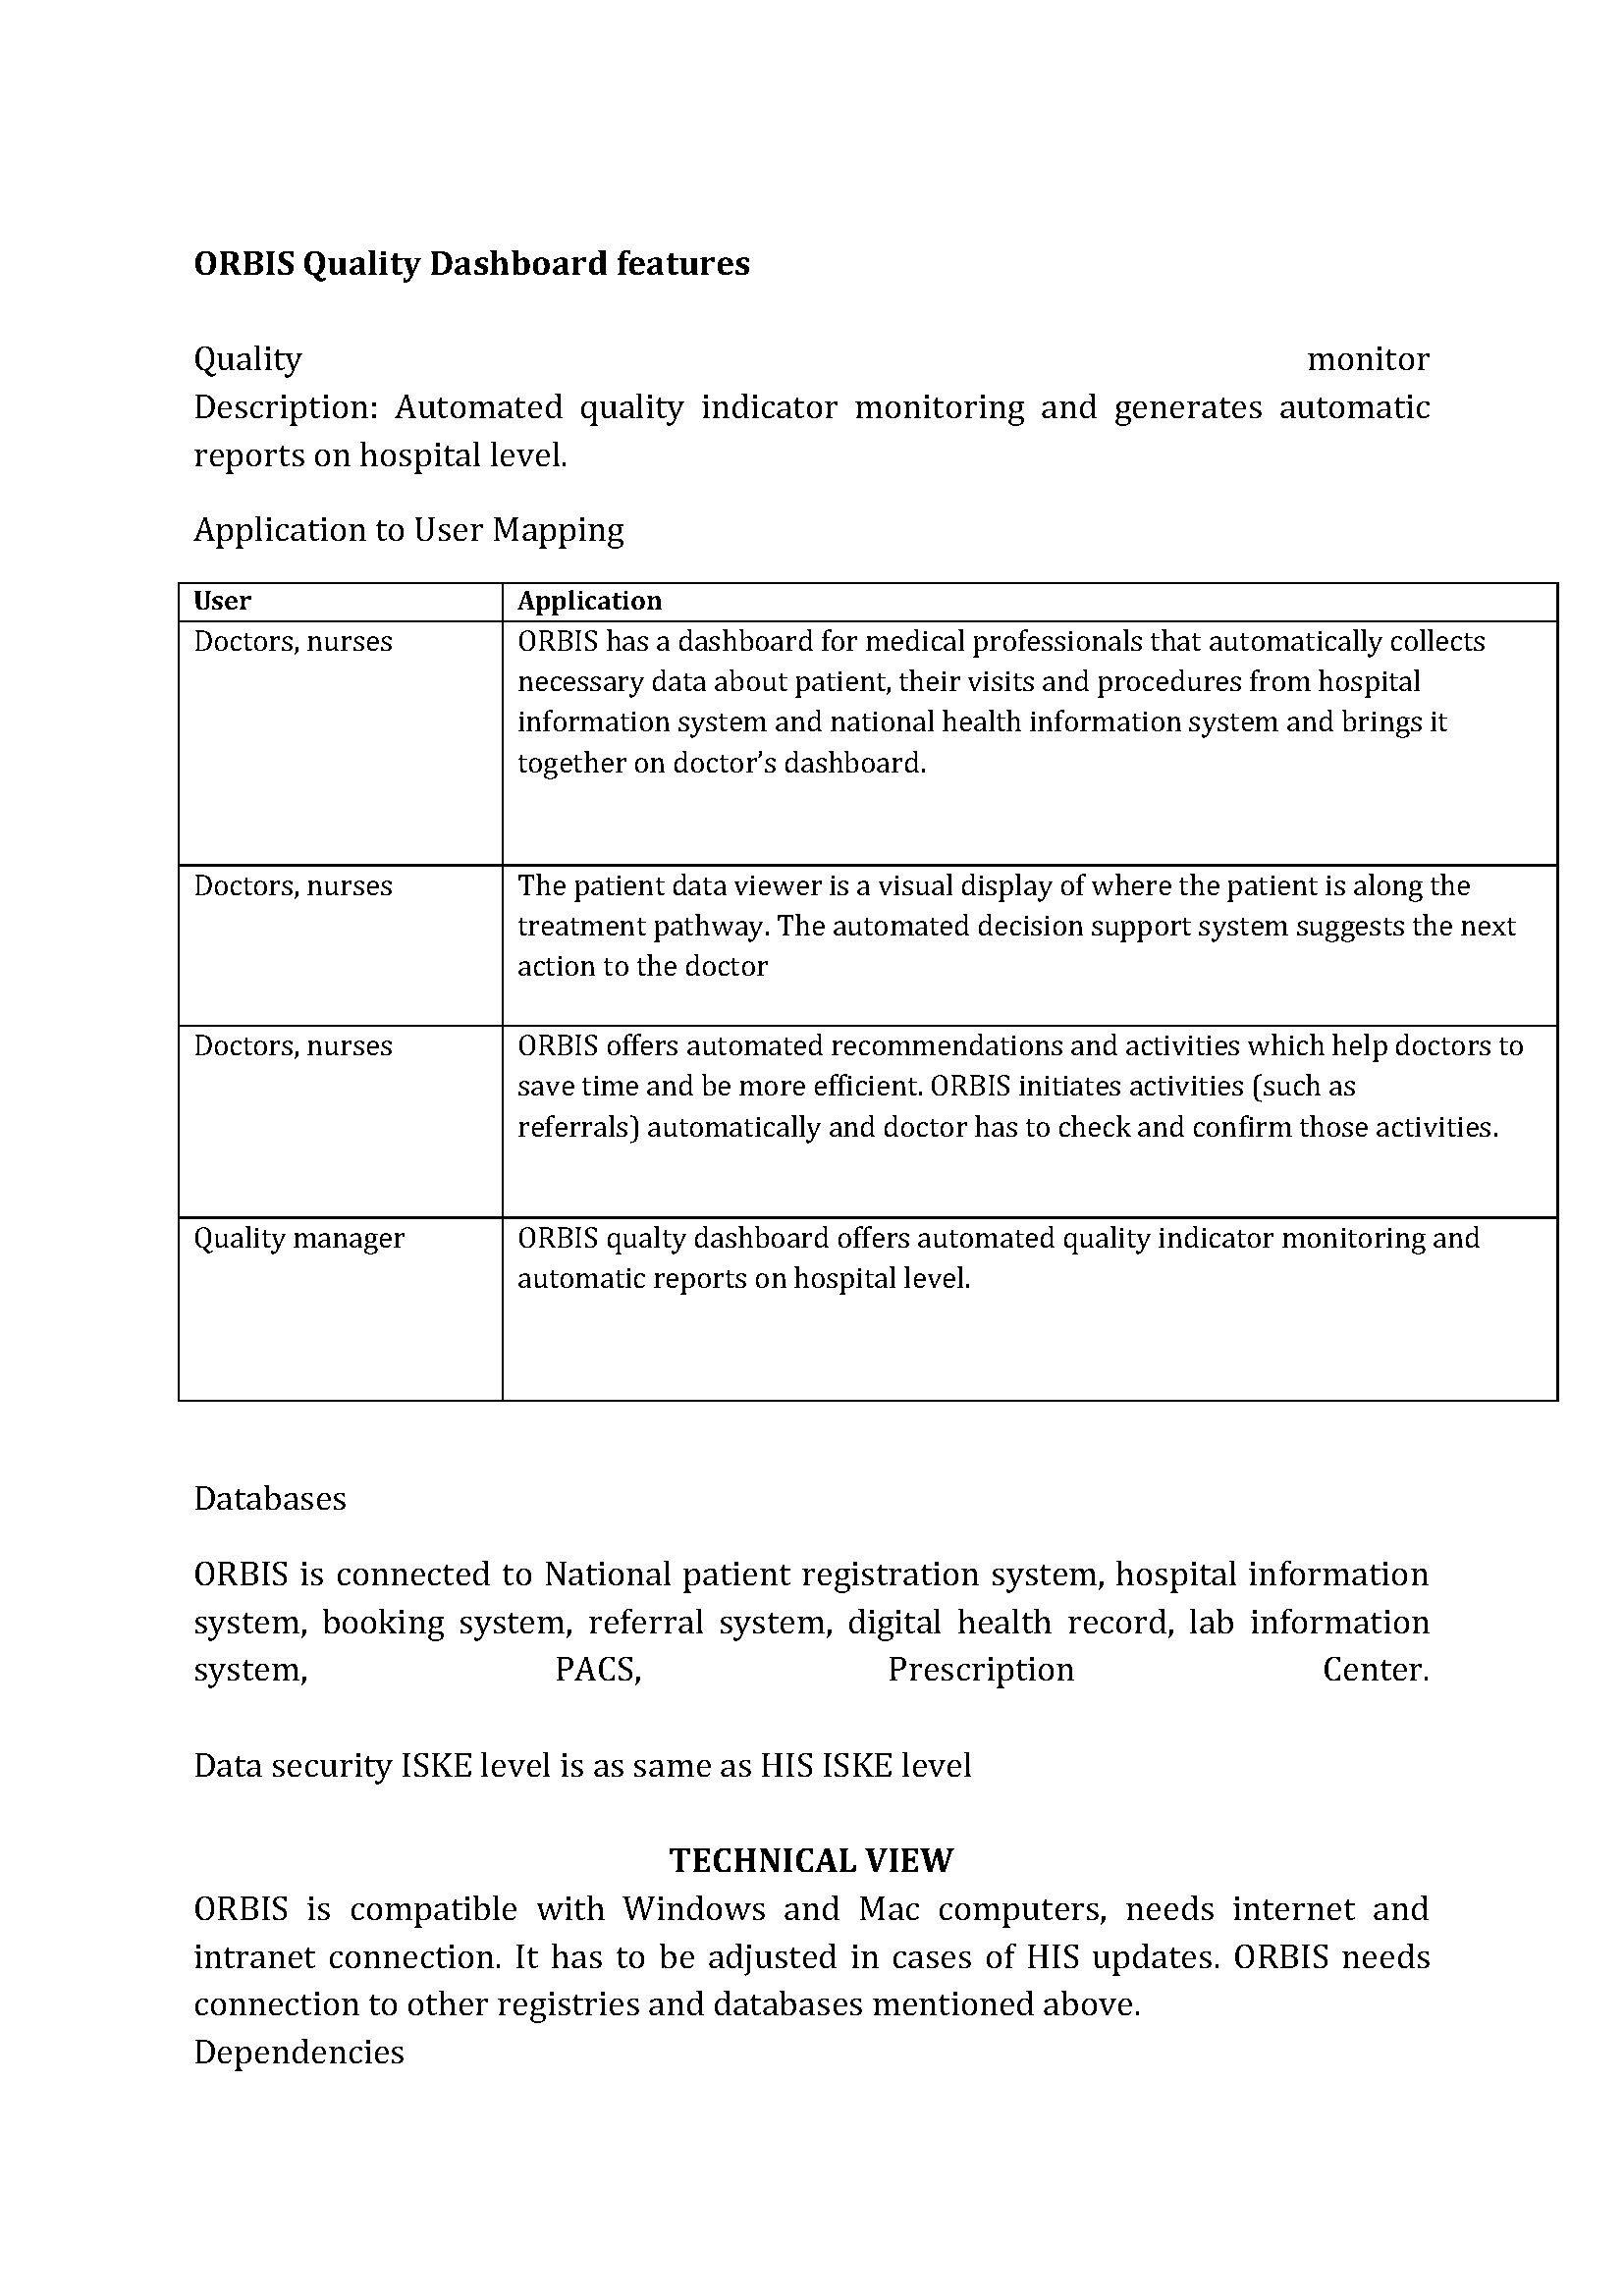 ORBIS Quality Dashboard features
Quality monitor
Description: Automated quality indicator monitoring and generates automatic
reports on hospital level.
Application to User Mapping
User Application
Doctors, nurses ORBIS has a dashboard for medical professionals that automatically collects
necessary data about patient, their visits and procedures from hospital
information system and national health information system and brings it
together on doctor’s dashboard.
Doctors, nurses The patient data viewer is a visual display of where the patient is along the
treatment pathway. The automated decision support system suggests the next
action to the doctor
Doctors, nurses ORBIS offers automated recommendations and activities which help doctors to
save time and be more efficient. ORBIS initiates activities (such as
referrals) automatically and doctor has to check and confirm those activities.
Quality manager ORBIS qualty dashboard offers automated quality indicator monitoring and
automatic reports on hospital level.
Databases
ORBIS is connected to National patient registration system, hospital information
system, booking system, referral system, digital health record, lab information
system, PACS, Prescription Center.
Data security ISKE level is as same as HIS ISKE level
TECHNICAL VIEW
ORBIS is compatible with Windows and Mac computers, needs internet and
intranet connection. It has to be adjusted in cases of HIS updates. ORBIS needs
connection to other registries and databases mentioned above.
Dependencies